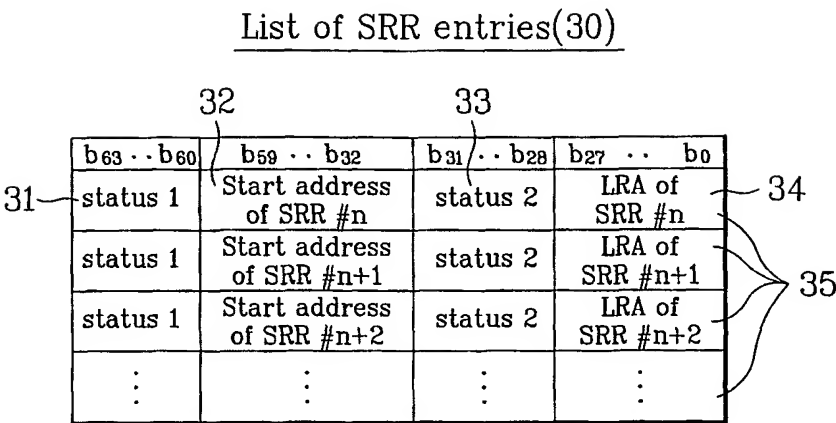 List of SRR entries(30)
32
33
b63 ·· b60 b59 ·· b32 b31 ·· b28 b27 ·· b0
31
status 1 Start address of SRR #n status 2 LRA of SRR #n
34
status 1 Start address of SRR #n+1 status 2 LRA of SRR #n+1
35
status 1 Start address of SRR #n+2 status 2 LRA of SRR #n+2